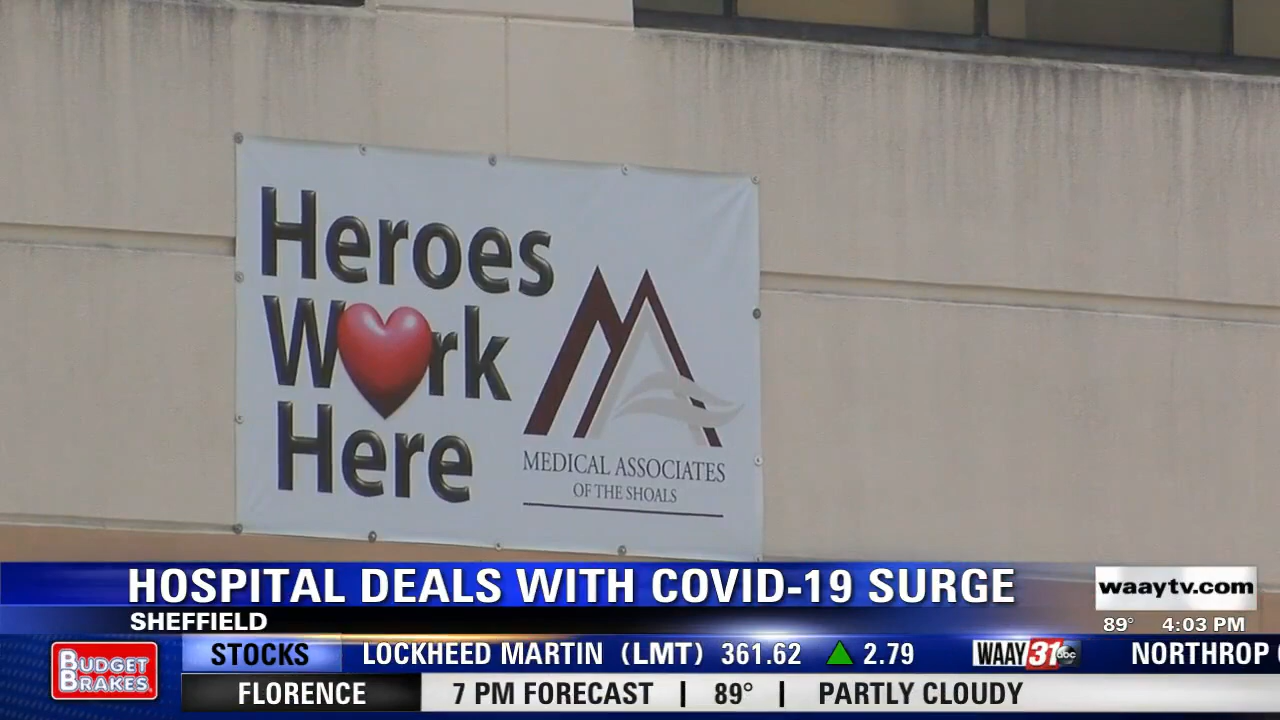 Heroes
W rk
Here
MEDICAL ASSOCIATES
OF THE SHOALS
HOSPITAL DEALS WITH COVID-19 SURGE
SHEFFIELD
waaytv.com
89° 4:03 PM
BUDGET
BRAKES
STOCKS LOCKHEED MARTIN (LMT) 361.62 ▲ 2.79 WAAY 31 abc NORTHROP
FLORENCE 7 PM FORECAST | 89° | PARTLY CLOUDY